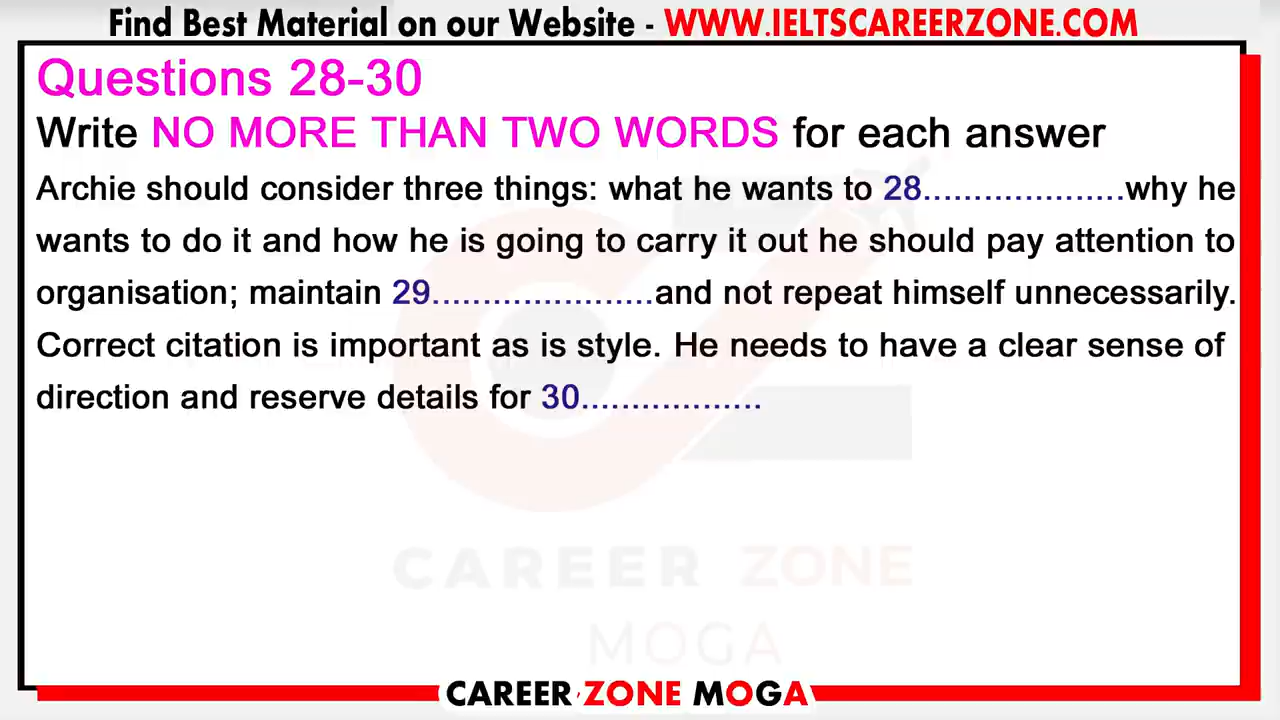 Find Best Material on our Website - WWW.IELTSCAREERZONE.COM
Questions 28-30
Write NO MORE THAN TWO WORDS for each answer
Archie should consider three things: what he wants to 28....................why he
wants to do it and how he is going to carry it out he should pay attention to
organisation; maintain 29......................and not repeat himself unnecessarily.
Correct citation is important as is style. He needs to have a clear sense of
direction and reserve details for 30..................
CAREER ZONE
MOGA
CAREER ZONE MOGA